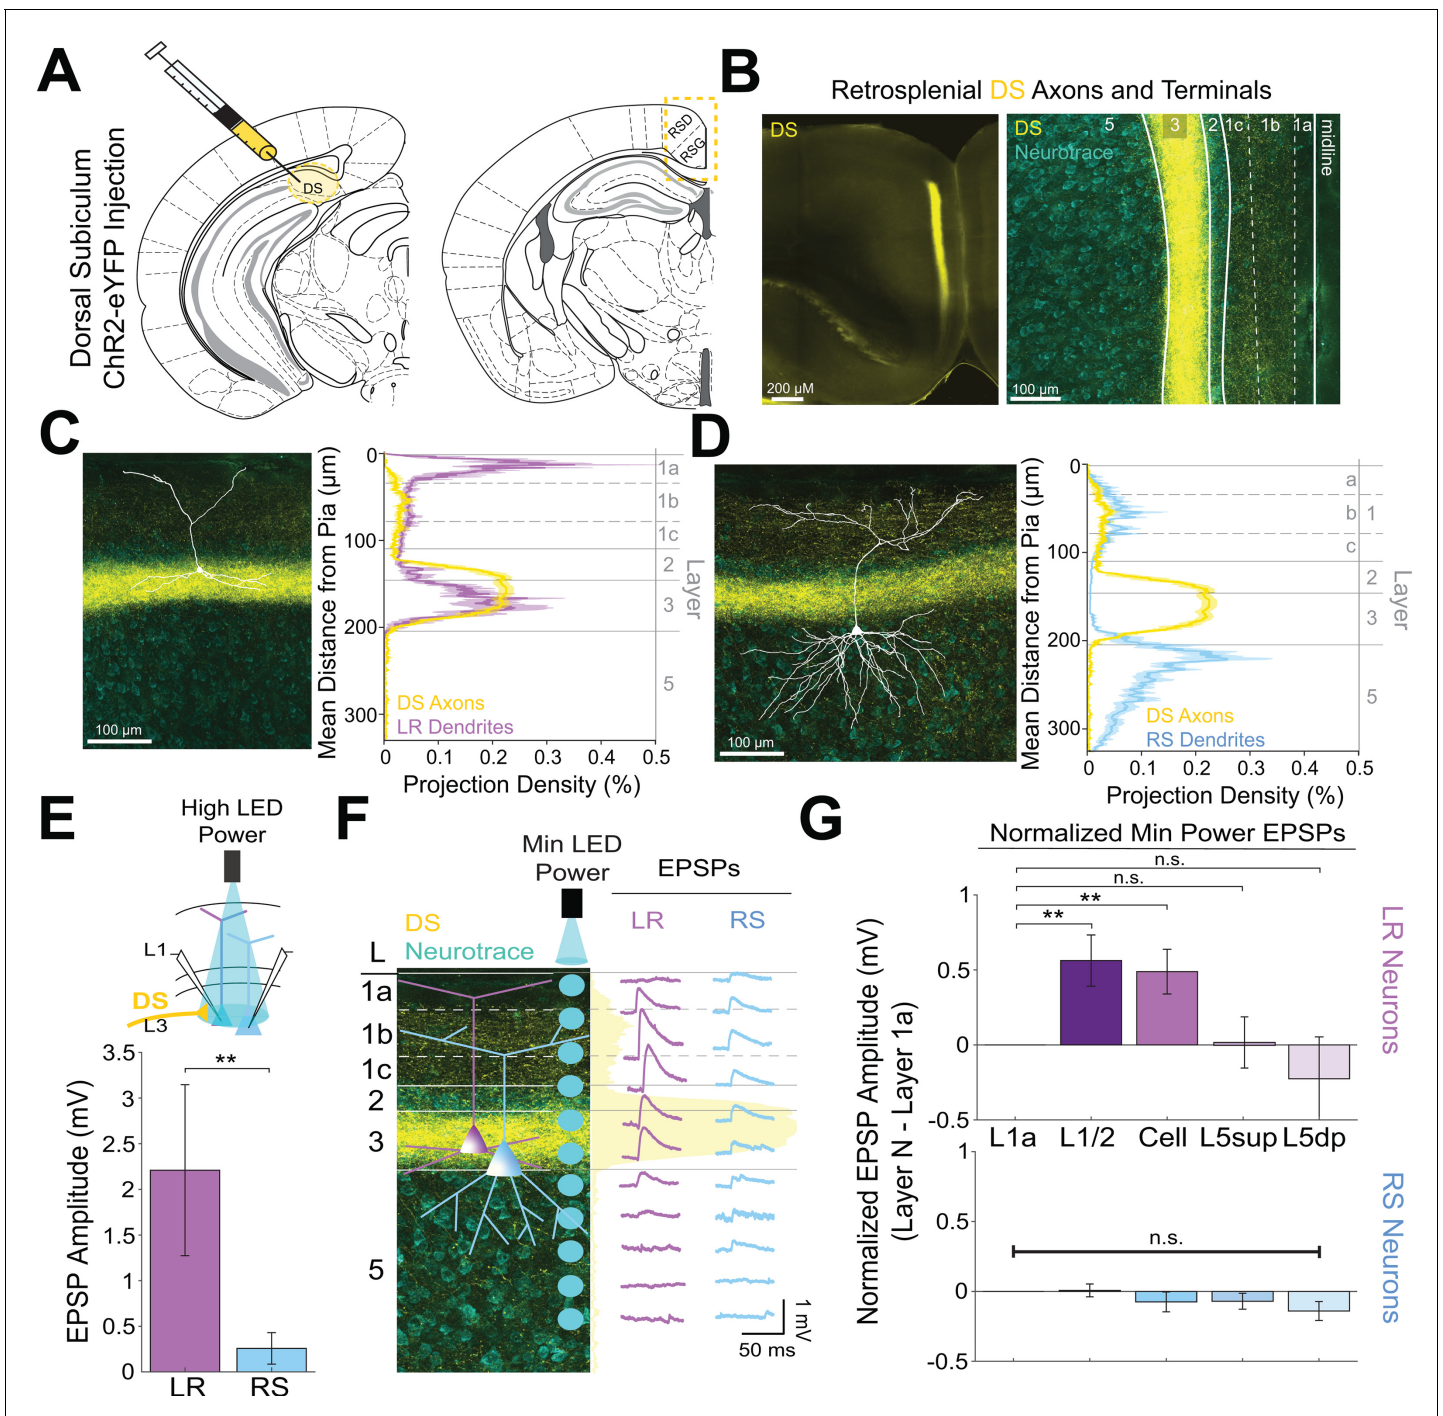 A
Dorsal Subiculum
ChR2-eYFP Injection
DS
RSD
RSG
B
Retrosplenial DS Axons and Terminals
DS
200 µM
DS
Neurotrace
5
3
2
1c
1b
1a
midline
100 µm
C
100 µm
Mean Distance from Pia (µm)
0
100
200
300
1a
1b
1c
2
3
5
Layer
DS Axons
LR Dendrites
0
0.1
0.2
0.3
0.4
0.5
Projection Density (%)
D
100 µm
Mean Distance from Pia (µm)
0
100
200
300
a
b
c
1
2
3
5
Layer
DS Axons
RS Dendrites
0
0.1
0.2
0.3
0.4
0.5
Projection Density (%)
E
High LED
Power
L1
DS
L3
EPSP Amplitude (mV)
3.5
3
2.5
2
1.5
1
0.5
0
**
LR
RS
F
Min LED
Power
EPSPs
DS
Neurotrace
LR
RS
L
1a
1b
1c
2
3
5
1 mV
50 ms
G
Normalized Min Power EPSPs
n.s.
n.s.
**
**
Normalized EPSP Amplitude (mV)
(Layer N - Layer 1a)
1
0.5
0
-0.5
L1a
L1/2
Cell
L5sup
L5dp
LR Neurons
1
0.5
0
-0.5
n.s.
RS Neurons